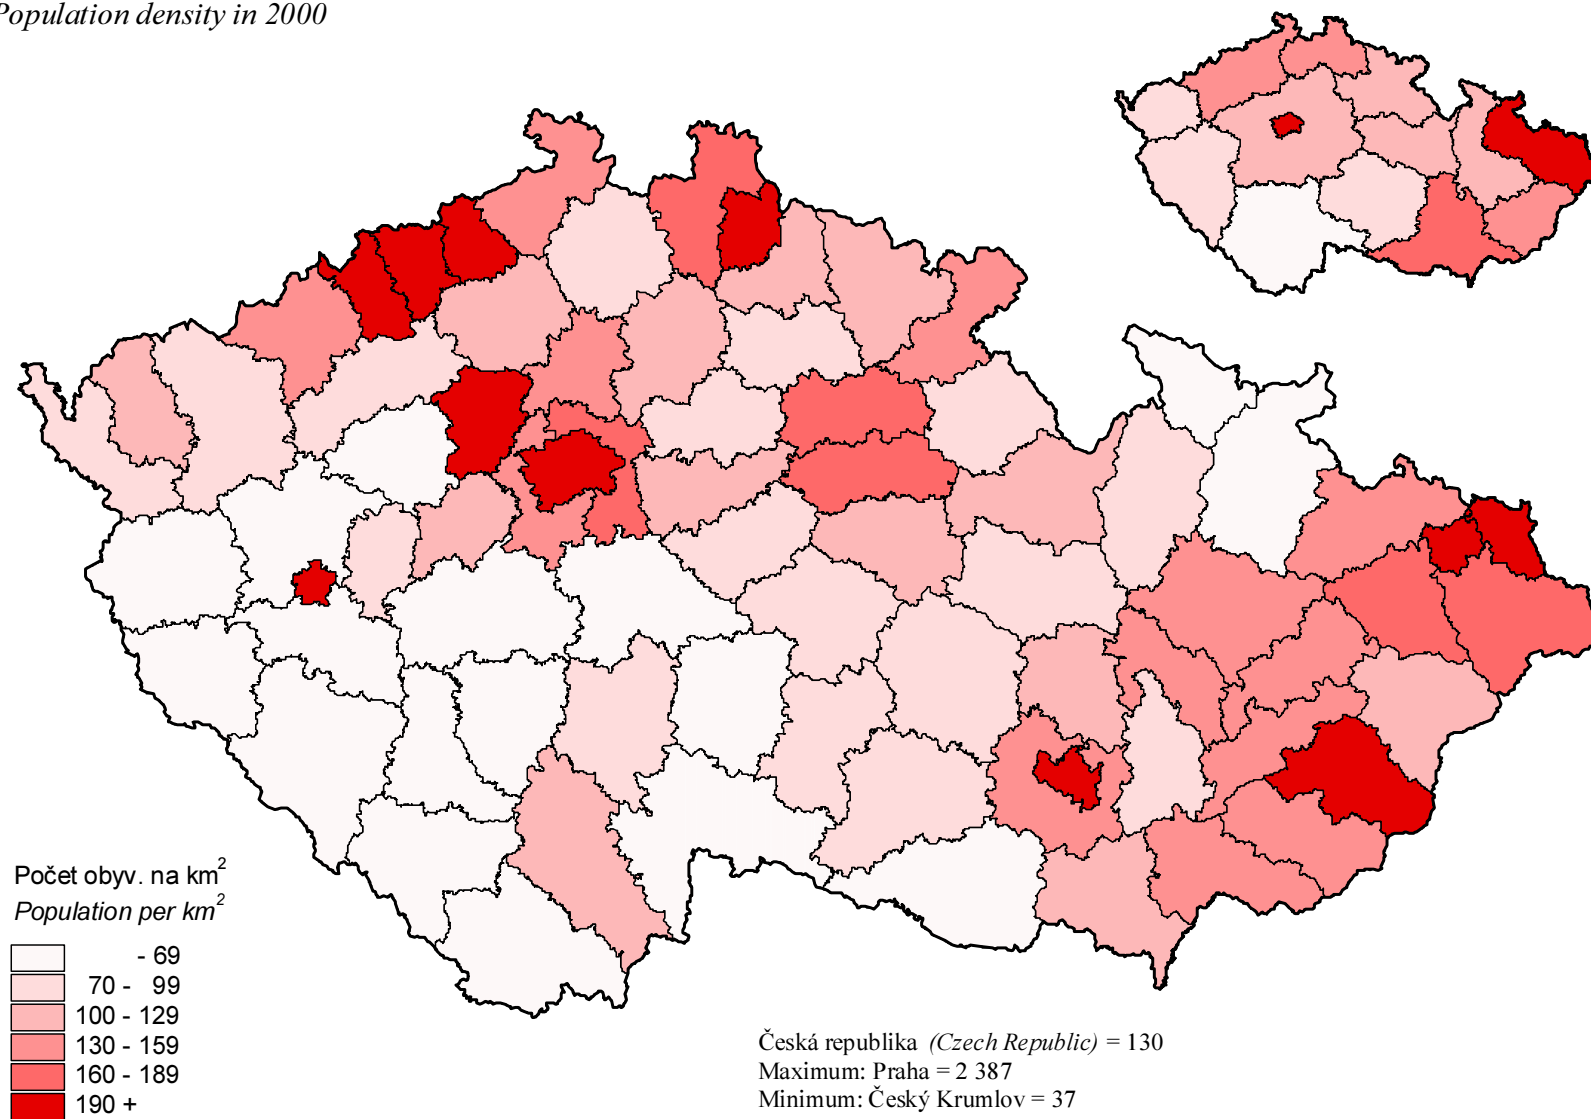 Population density in 2000
Počet obyv. na km²
Population per km²
- 69
70 - 99
100 - 129
130 - 159
160 - 189
190 +
Česká republika (Czech Republic) = 130
Maximum: Praha = 2 387
Minimum: Český Krumlov = 37